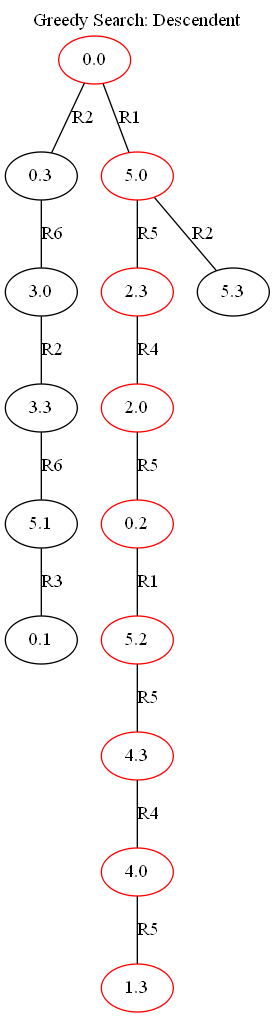 Greedy Search: Descendent
0.0
R2 R1
0.3 5.0
R6 R5 R2
3.0 2.3 5.3
R2 R4
3.3 2.0
R6 R5
5.1 0.2
R3 R1
0.1 5.2
R5
4.3
R4
4.0
R5
1.3